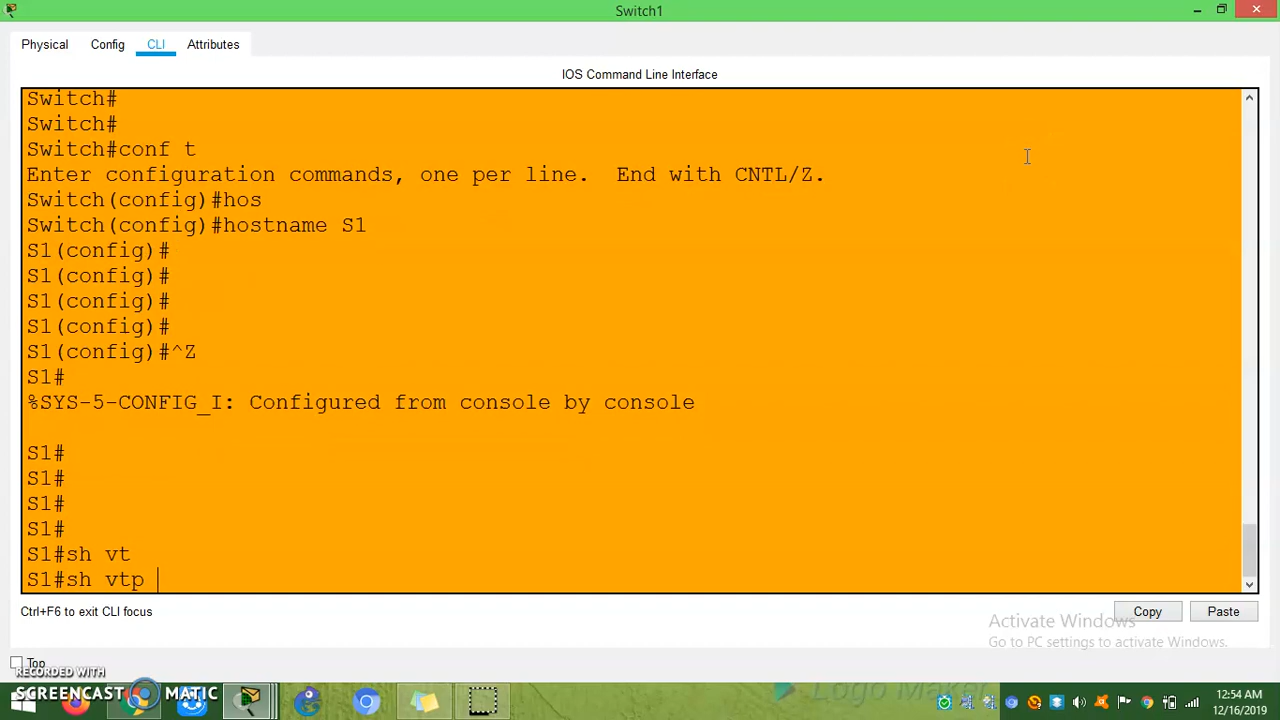 Switch1
Physical Config CLI Attributes
IOS Command Line Interface
Switch#
Switch#
Switch#conf t
Enter configuration commands, one per line.  End with CNTL/Z.
Switch(config)#hos
Switch(config)#hostname S1
S1(config)#
S1(config)#
S1(config)#
S1(config)#
S1(config)#^Z
S1#
%SYS-5-CONFIG_I: Configured from console by console
S1#
S1#
S1#
S1#
S1#sh vt
S1#sh vtp
Ctrl+F6 to exit CLI focus
Copy Paste
Activate Windows
Go to PC settings to activate Windows.
Top
RECORDED WITH
SCREENCAST MATIC
Logo Maker
12:54 AM
12/16/2019